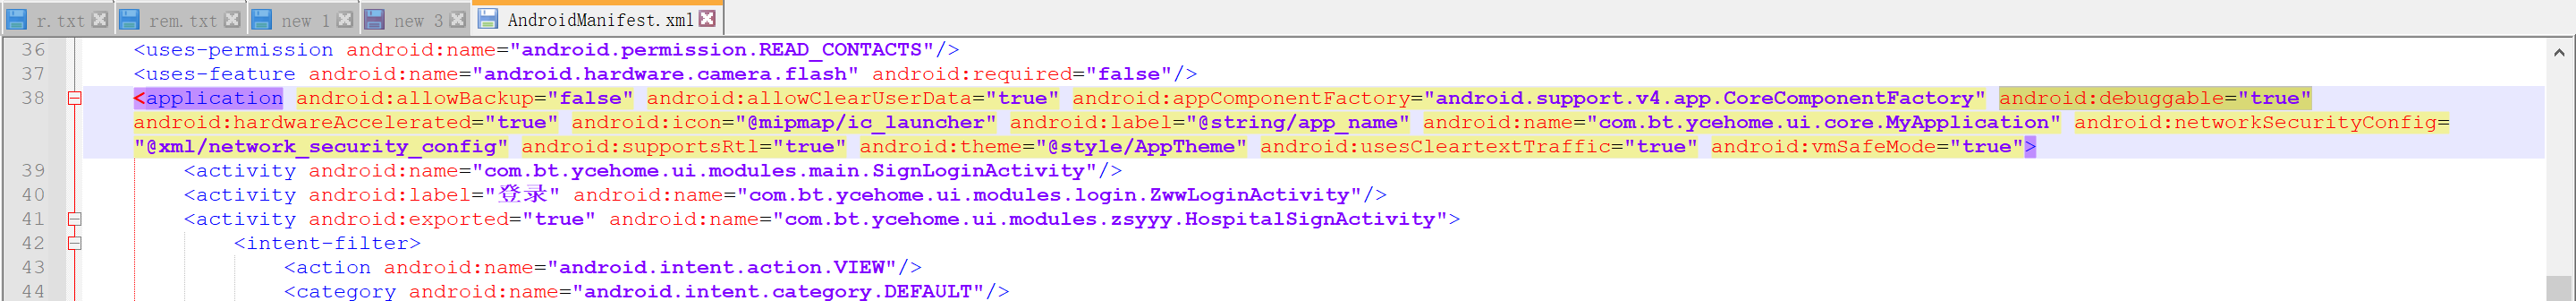 r.txt rem.txt new 1 new 3 AndroidManifest.xml
36 <uses-permission android:name="android.permission.READ_CONTACTS"/>
37 <uses-feature android:name="android.hardware.camera.flash" android:required="false"/>
38 <application android:allowBackup="false" android:allowClearUserData="true" android:appComponentFactory="android.support.v4.app.CoreComponentFactory" android:debuggable="true"
android:hardwareAccelerated="true" android:icon="@mipmap/ic_launcher" android:label="@string/app_name" android:name="com.bt.ycehome.ui.core.MyApplication" android:networkSecurityConfig=
"@xml/network_security_config" android:supportsRtl="true" android:theme="@style/AppTheme" android:usesCleartextTraffic="true" android:vmSafeMode="true">
39 <activity android:name="com.bt.ycehome.ui.modules.main.SignLoginActivity"/>
40 <activity android:label="登录" android:name="com.bt.ycehome.ui.modules.login.ZwwLoginActivity"/>
41 <activity android:exported="true" android:name="com.bt.ycehome.ui.modules.zsyyy.HospitalSignActivity">
42 <intent-filter>
43 <action android:name="android.intent.action.VIEW"/>
44 <category android:name="android.intent.category.DEFAULT"/>